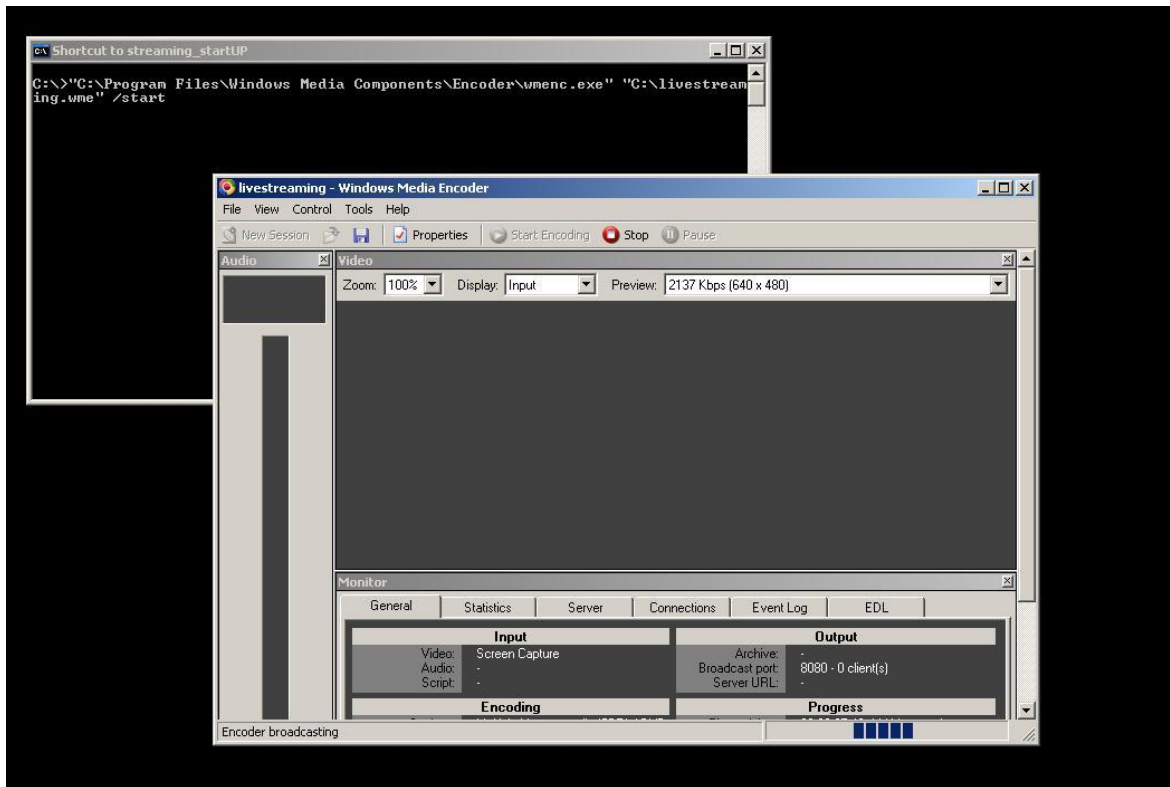 Shortcut to streaming_startUP
C:\>"C:\Program Files\Windows Media Components\Encoder\wmenc.exe" "C:\livestream
ing.wme" /start
livestreaming - Windows Media Encoder
File View Control Tools Help
New Session Properties Start Encoding Stop Pause
Audio Video
Zoom: 100% Display: Input Preview: 2137 Kbps (640 x 480)
Monitor
General Statistics Server Connections Event Log EDL
Input Output
Video: Screen Capture Archive: -
Audio: - Broadcast port: 8080 - 0 client(s)
Script: - Server URL: -
Encoding Progress
Encoder broadcasting